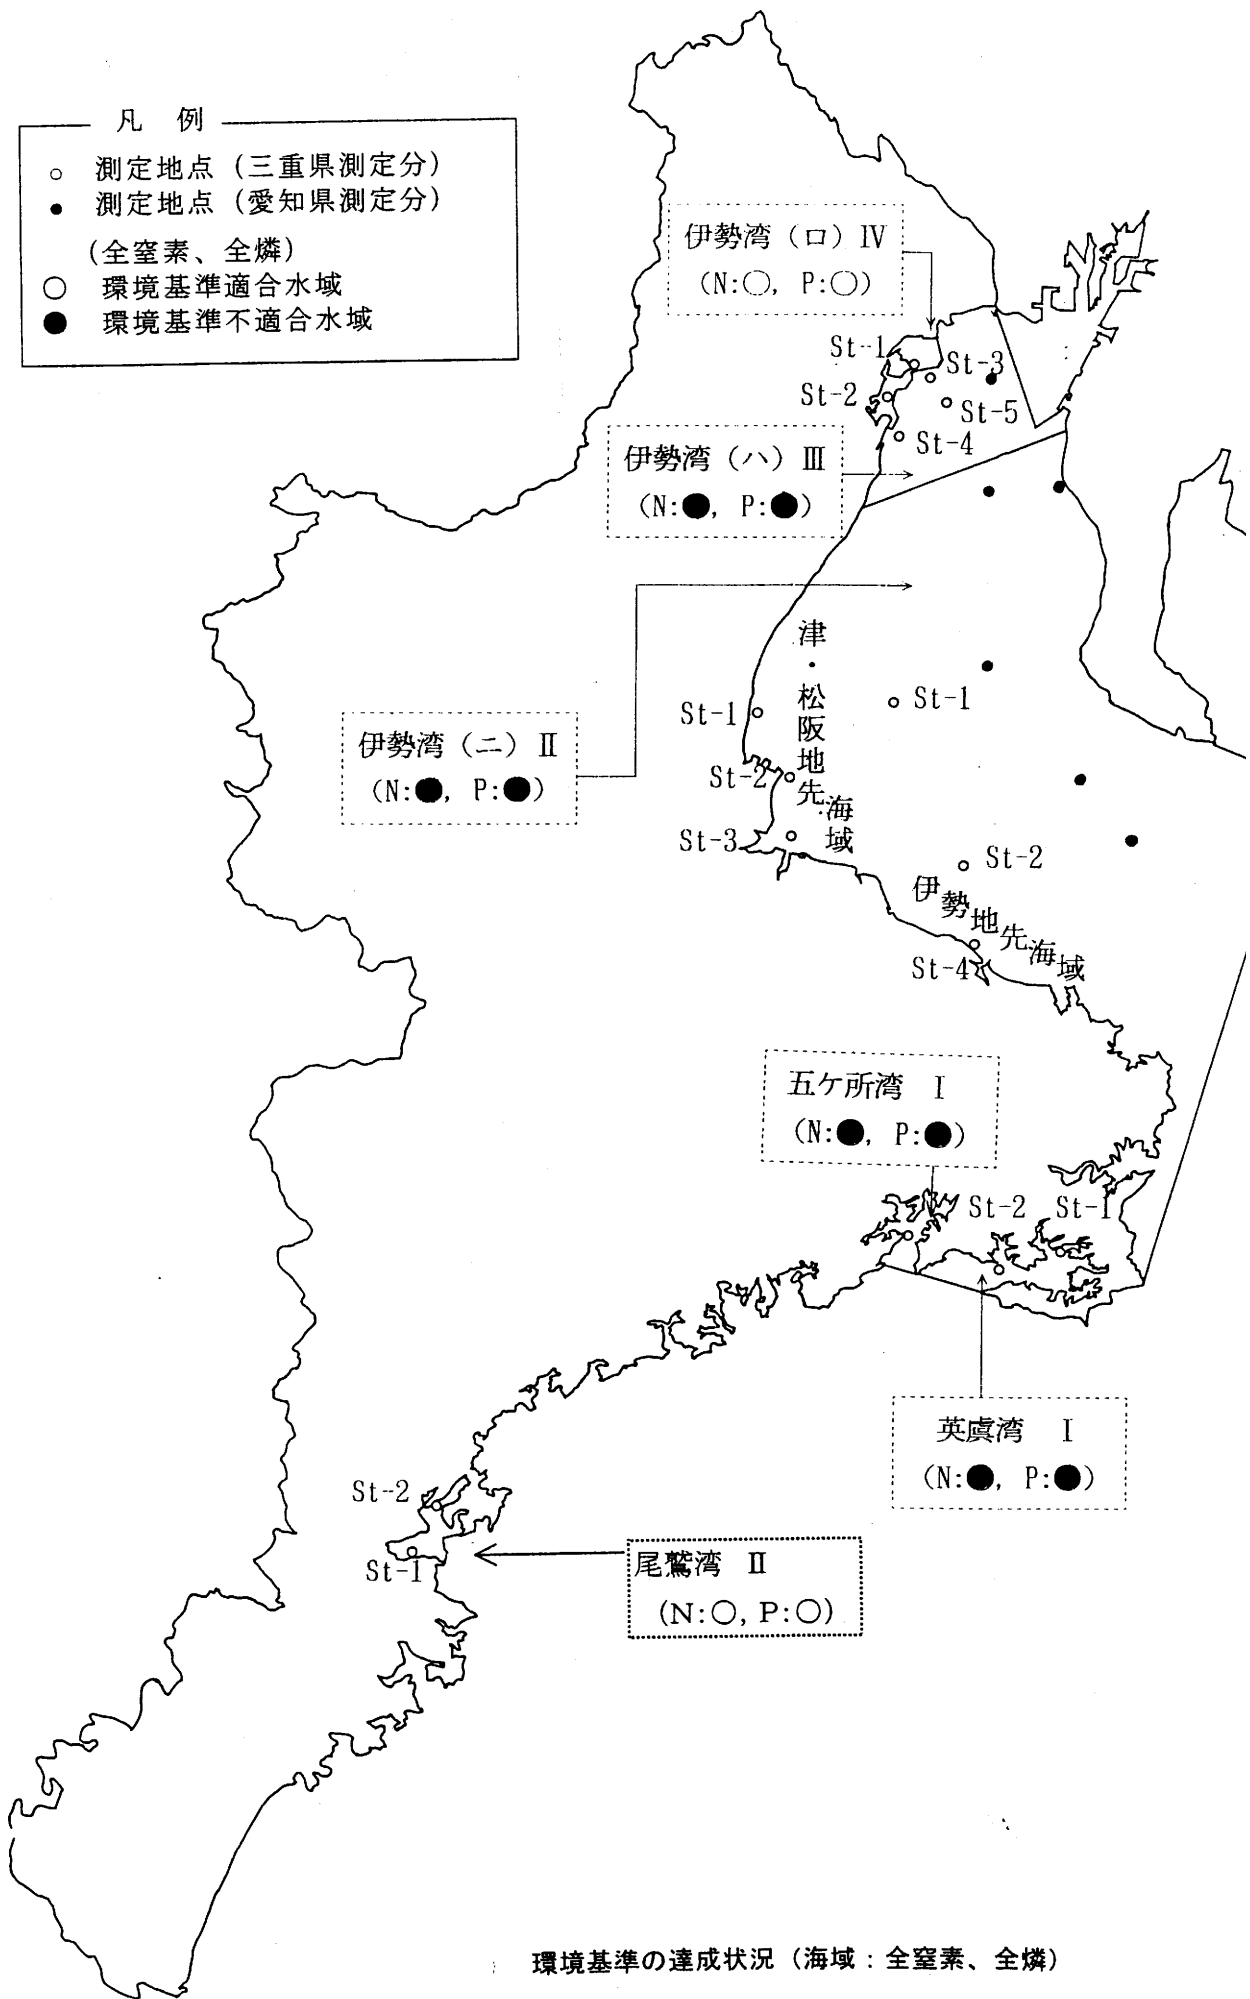 凡 例
○ 測定地点 (三重県測定分)
● 測定地点 (愛知県測定分)
(全窒素、全燐)
○ 環境基準適合水域
● 環境基準不適合水域
伊勢湾 (ロ) Ⅳ
(N:○, P:○)
St-1
St-3
St-2
St-5
St-4
伊勢湾 (ハ) Ⅲ
(N:●, P:●)
津・松阪地先海域
St-1
St-1
伊勢湾 (ニ) Ⅱ
(N:●, P:●)
St-2
St-3
St-2
伊勢地先海域
St-4
五ケ所湾 Ⅰ
(N:●, P:●)
St-2
St-1
英虞湾 Ⅰ
(N:●, P:●)
St-2
St-1
尾鷲湾 Ⅱ
(N:○, P:○)
環境基準の達成状況 (海域:全窒素、全燐)